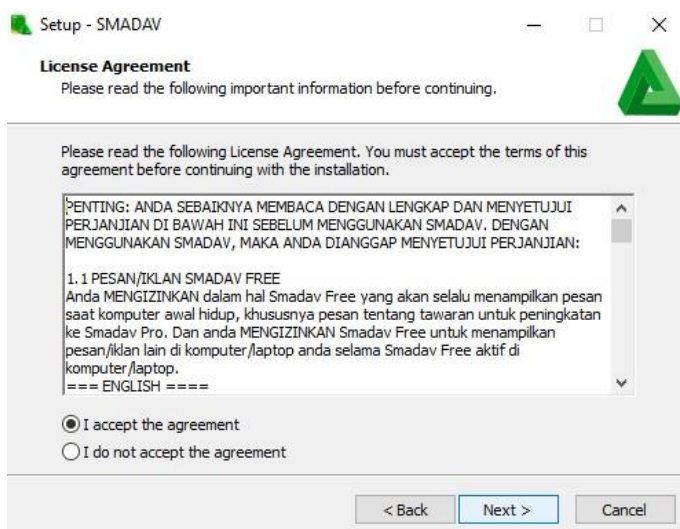 Setup - SMADAV
License Agreement
Please read the following important information before continuing.
Please read the following License Agreement. You must accept the terms of this
agreement before continuing with the installation.
PENTING: ANDA SEBAIKNYA MEMBACA DENGAN LENGKAP DAN MENYETUJUI
PERJANJIAN DI BAWAH INI SEBELUM MENGGUNAKAN SMADAV. DENGAN
MENGGUNAKAN SMADAV, MAKA ANDA DIANGGAP MENYETUJUI PERJANJIAN:
1.1 PESAN/IKLAN SMADAV FREE
Anda MENGIZINKAN dalam hal Smadav Free yang akan selalu menampilkan pesan
saat komputer awal hidup, khususnya pesan tentang tawaran untuk peningkatan
ke Smadav Pro. Dan anda MENGIZINKAN Smadav Free untuk menampilkan
pesan/iklan lain di komputer/laptop anda selama Smadav Free aktif di
komputer/laptop.
=== ENGLISH ====
I accept the agreement
I do not accept the agreement
< Back
Next >
Cancel